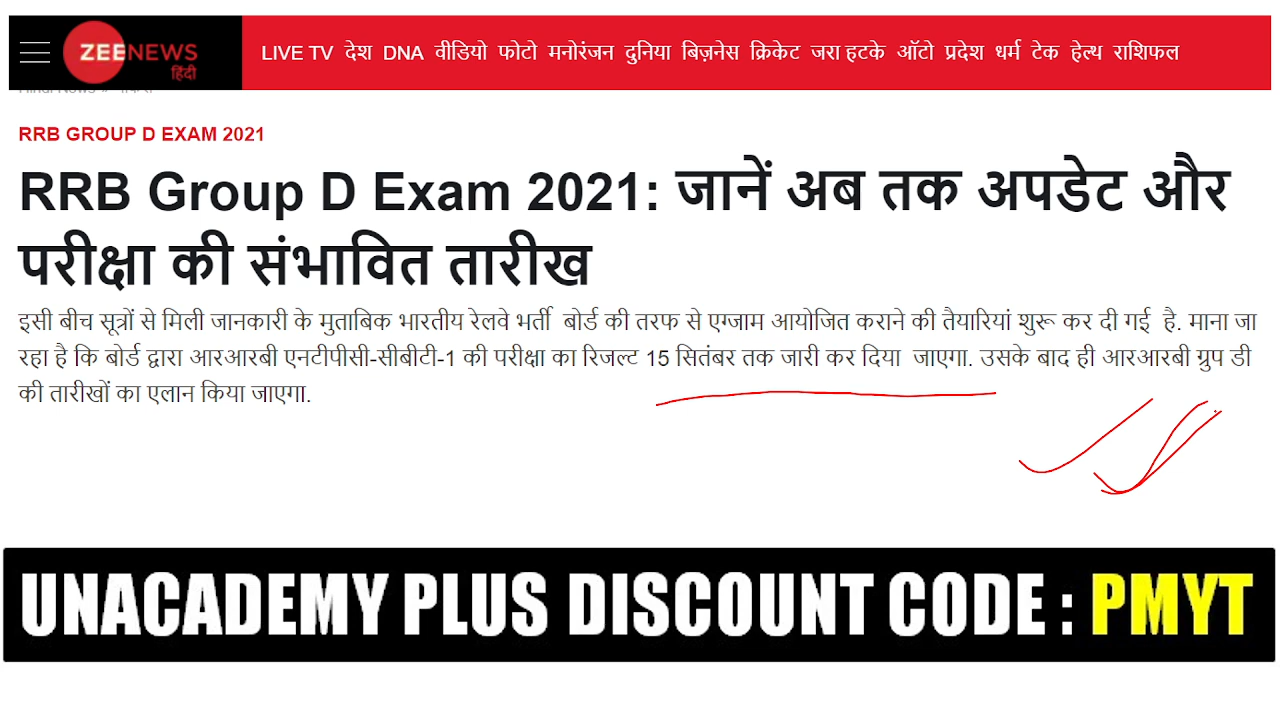 ZEENEWS
हिंदी
LIVE TV देश DNA वीडियो फोटो मनोरंजन दुनिया बिज़नेस क्रिकेट जरा हटके ऑटो प्रदेश धर्म टेक हेल्थ राशिफल
RRB GROUP D EXAM 2021
RRB Group D Exam 2021: जानें अब तक अपडेट और
परीक्षा की संभावित तारीख
इसी बीच सूत्रों से मिली जानकारी के मुताबिक भारतीय रेलवे भर्ती बोर्ड की तरफ से एग्जाम आयोजित कराने की तैयारियां शुरू कर दी गई है. माना जा
रहा है कि बोर्ड द्वारा आरआरबी एनटीपीसी-सीबीटी-1 की परीक्षा का रिजल्ट 15 सितंबर तक जारी कर दिया जाएगा. उसके बाद ही आरआरबी ग्रुप डी
की तारीखों का एलान किया जाएगा.
UNACADEMY PLUS DISCOUNT CODE : PMYT